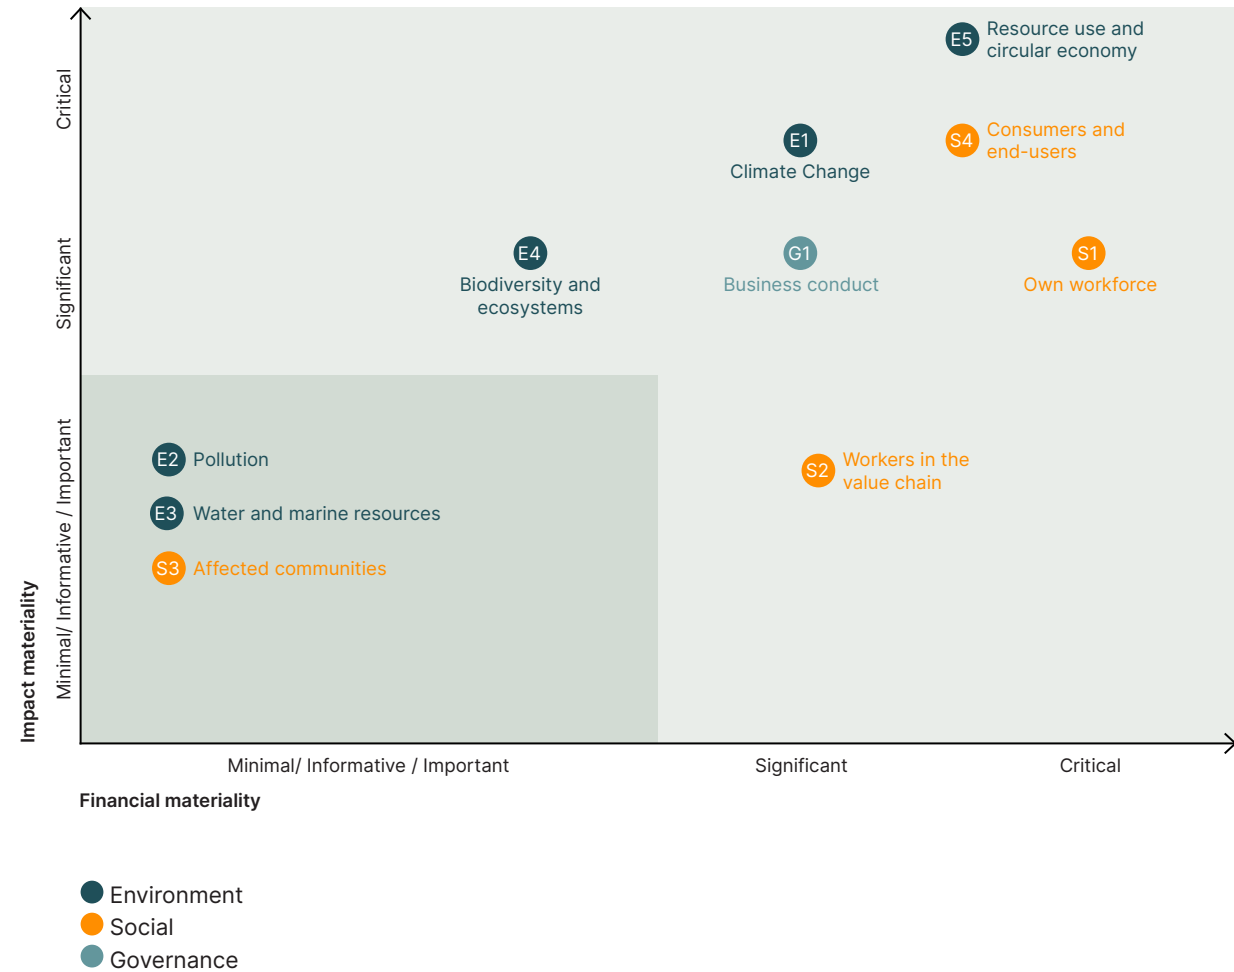 Impact materiality
Critical
Significant
Minimal/ Informative / Important
E5
Resource use and
circular economy
E1
Climate Change
S4
Consumers and
end-users
E4
Biodiversity and
ecosystems
G1
Business conduct
S1
Own workforce
E2 Pollution
E3 Water and marine resources
S3 Affected communities
S2
Workers in the
value chain
Minimal/ Informative / Important
Significant
Critical
Financial materiality
Environment
Social
Governance